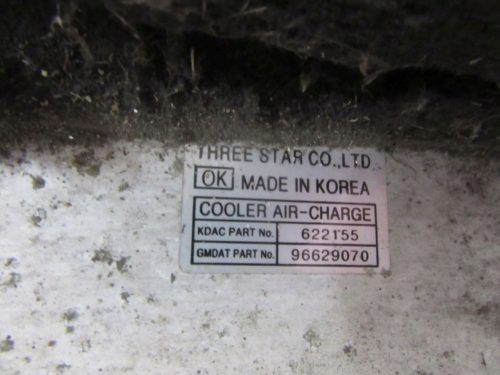 THREE STAR CO.,LTD
OK MADE IN KOREA
COOLER AIR-CHARGE
KDAC PART No. 622155
GMDAT PART No. 96629070